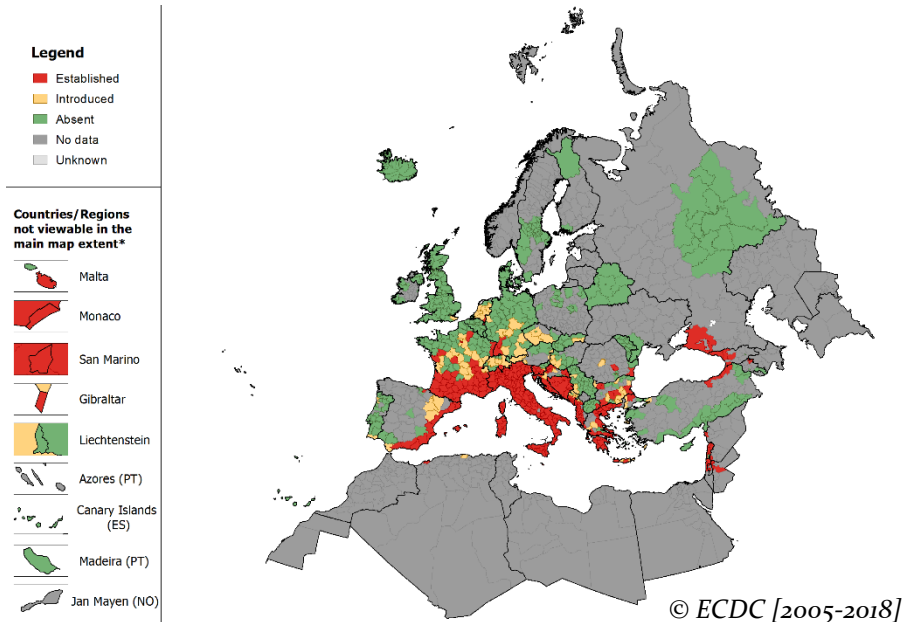 Legend
Established
Introduced
Absent
No data
Unknown
Countries/Regions
not viewable in the
main map extent*
Malta
Monaco
San Marino
Gibraltar
Liechtenstein
Azores (PT)
Canary Islands
(ES)
Madeira (PT)
Jan Mayen (NO)
© ECDC [2005-2018]